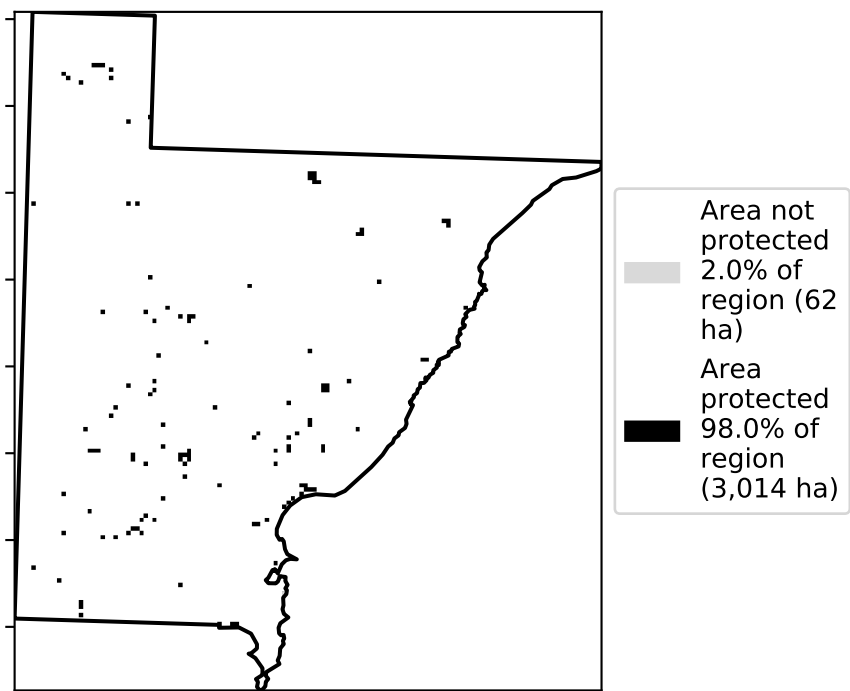 Area not
protected
2.0% of
region (62
ha)
Area
protected
98.0% of
region
(3,014 ha)